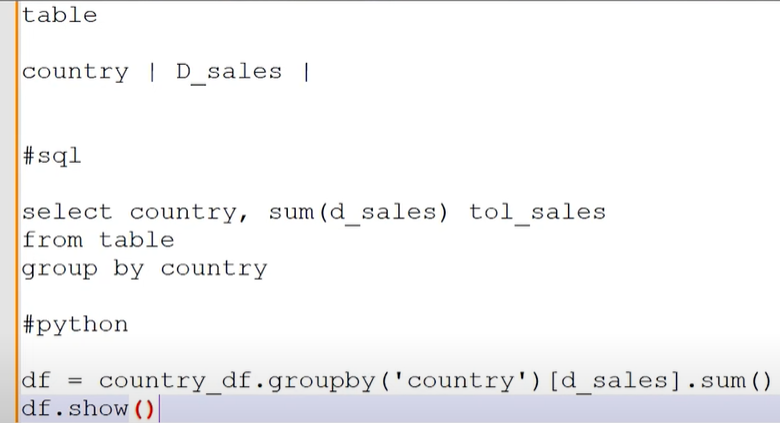 table
country | D_sales |
#sql
select country, sum(d_sales) tol_sales
from table
group by country
#python
df = country_df.groupby('country')[d_sales].sum()
df.show()